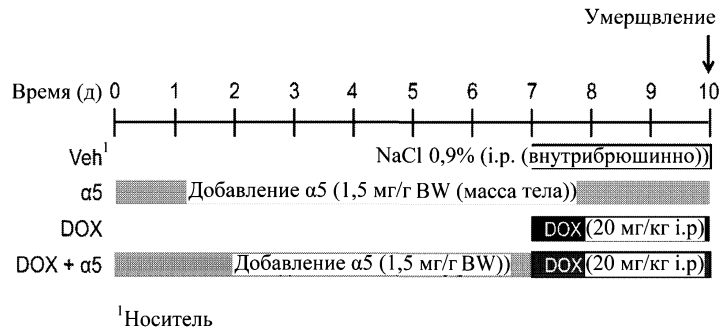 Умерщвление
Время (д) 0 1 2 3 4 5 6 7 8 9 10
Veh¹ NaCl 0,9% (i.p. (внутрибрюшинно))
α5 Добавление α5 (1,5 мг/г BW (масса тела))
DOX DOX (20 мг/кг i.p)
DOX + α5 Добавление α5 (1,5 мг/г BW)) DOX (20 мг/кг i.p)
¹Носитель